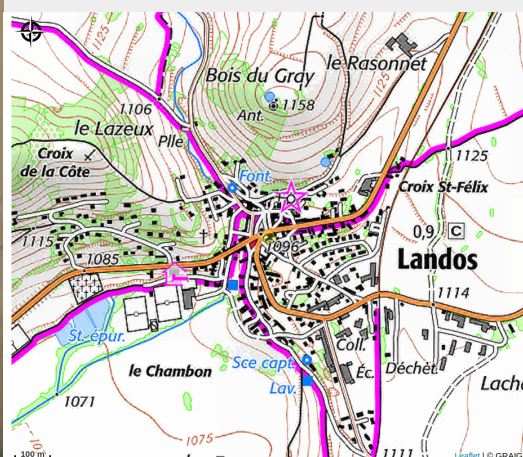 1125
le Rasonnet
Bois du Gray
1125
1106
Ant. 1158
le Lazeux
Plle
Croix
de la Côte
1125
Font.
Croix St-Félix
0,9 C
1115
1096
Landos
1085
1114
St. épur.
Coll.
Sce capt.
le Chambon
Éc. Déchèt.
Lav.
1071
1075
1111
100 m
Leaflet | © GRAIG